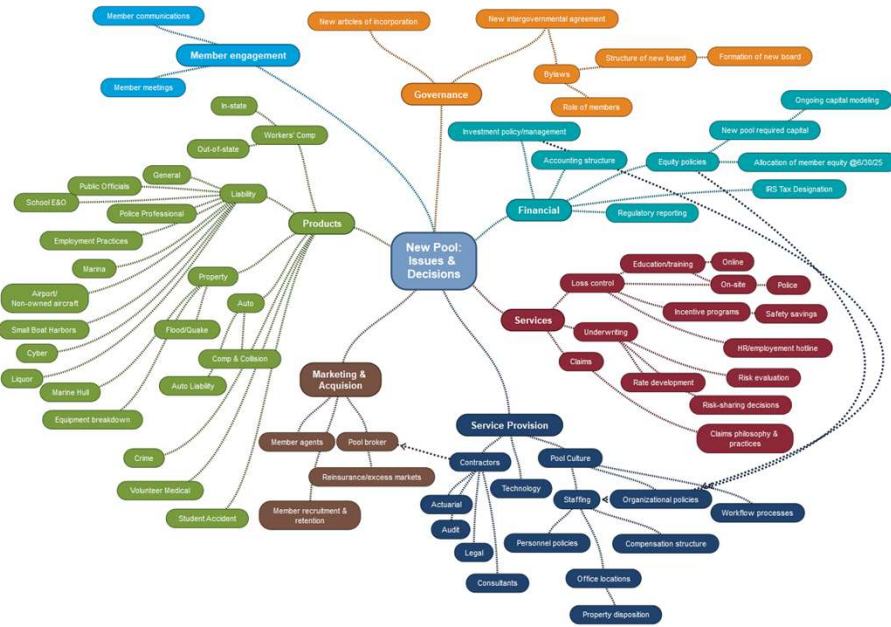 Member communications
New articles of incorporation
New intergovernmental agreement
Member engagement
Structure of new board
Formation of new board
Member meetings
Bylaws
Governance
Role of members
In-state
Ongoing capital modeling
Workers' Comp
Investment policy/management
New pool required capital
Out-of-state
Accounting structure
Equity policies
Allocation of member equity @6/30/25
General
Public Officials
Liability
IRS Tax Designation
School E&O
Police Professional
Financial
Regulatory reporting
Products
Employment Practices
New Pool:
Issues &
Decisions
Marina
Education/training
Online
Property
Loss control
On-site
Police
Airport/
Non-owned aircraft
Auto
Incentive programs
Safety savings
Services
Small Boat Harbors
Flood/Quake
Underwriting
HR/employement hotline
Cyber
Comp & Collision
Claims
Marketing &
Acquision
Liquor
Auto Liability
Rate development
Risk evaluation
Marine Hull
Risk-sharing decisions
Equipment breakdown
Service Provision
Claims philosophy &
practices
Member agents
Pool broker
Crime
Contractors
Pool Culture
Reinsurance/excess markets
Technology
Volunteer Medical
Actuarial
Staffing
Organizational policies
Member recruitment &
retention
Workflow processes
Student Accident
Audit
Legal
Personnel policies
Compensation structure
Consultants
Office locations
Property disposition